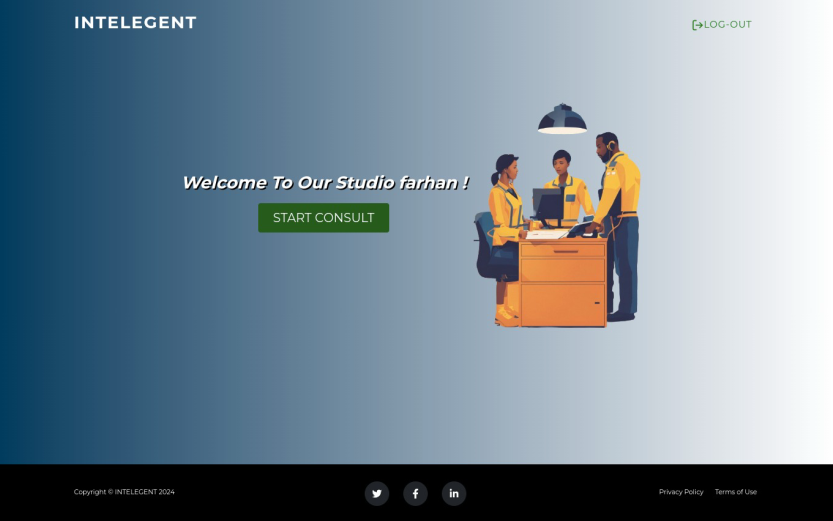 INTELEGENT
LOG-OUT
Welcome To Our Studio farhan !
START CONSULT
Copyright © INTELEGENT 2024
Privacy Policy
Terms of Use